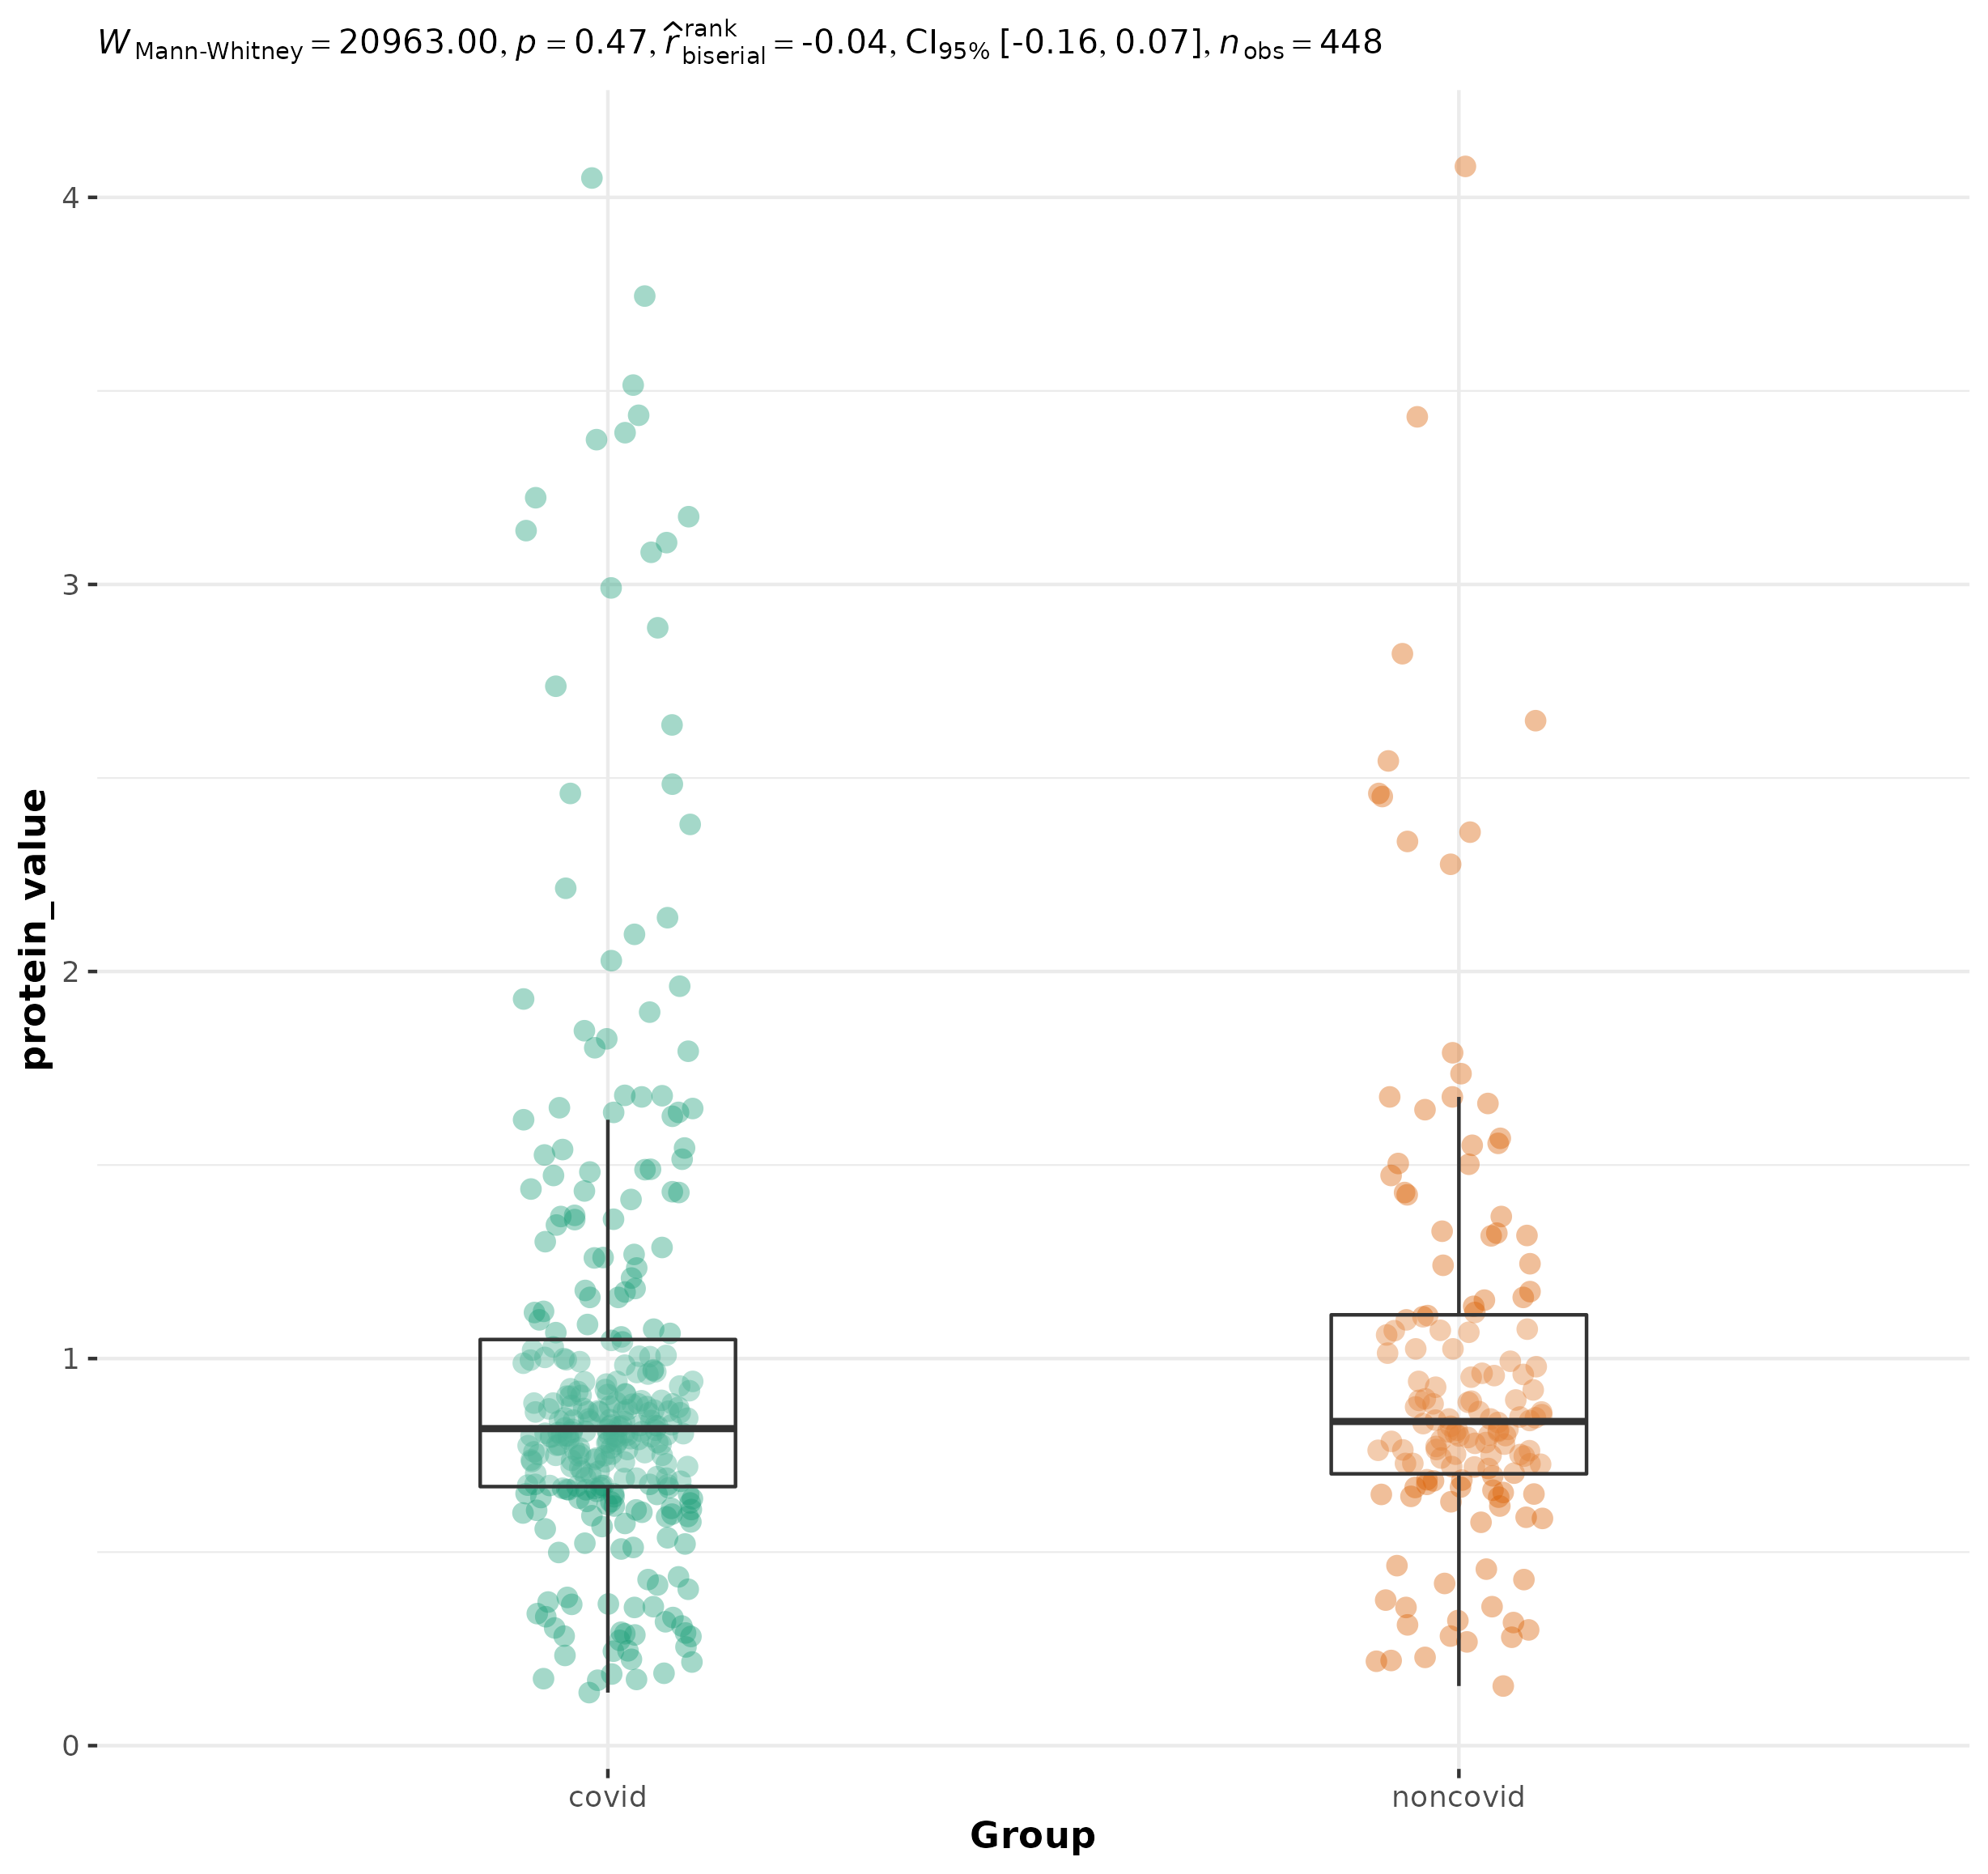 W Mann-Whitney = 20963.00, p = 0.47, r̂ rank biserial = -0.04, CI95% [-0.16, 0.07], n obs = 448
protein_value
4
3
2
1
0
covid noncovid
Group